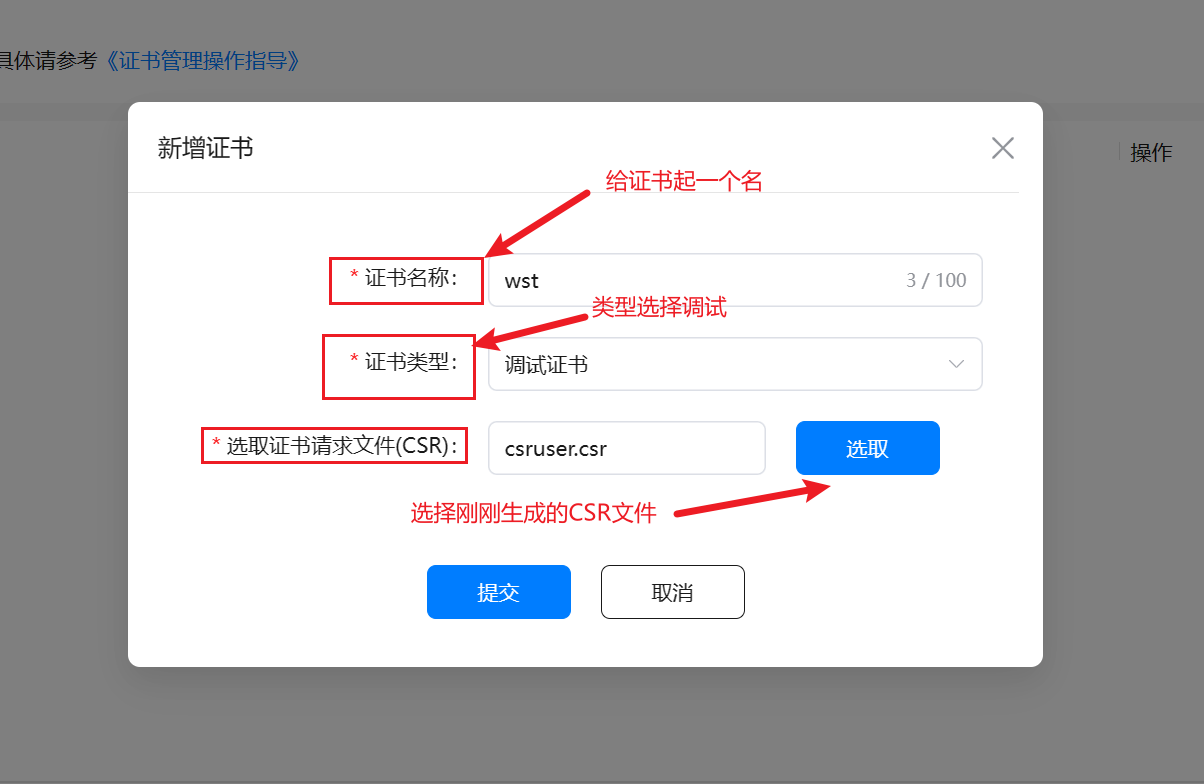 具体请参考《证书管理操作指导》
新增证书
操作
给证书起一个名
* 证书名称：
wst
3 / 100
类型选择调试
* 证书类型：
调试证书
* 选取证书请求文件(CSR)：
csruser.csr
选取
选择刚刚生成的CSR文件
提交
取消